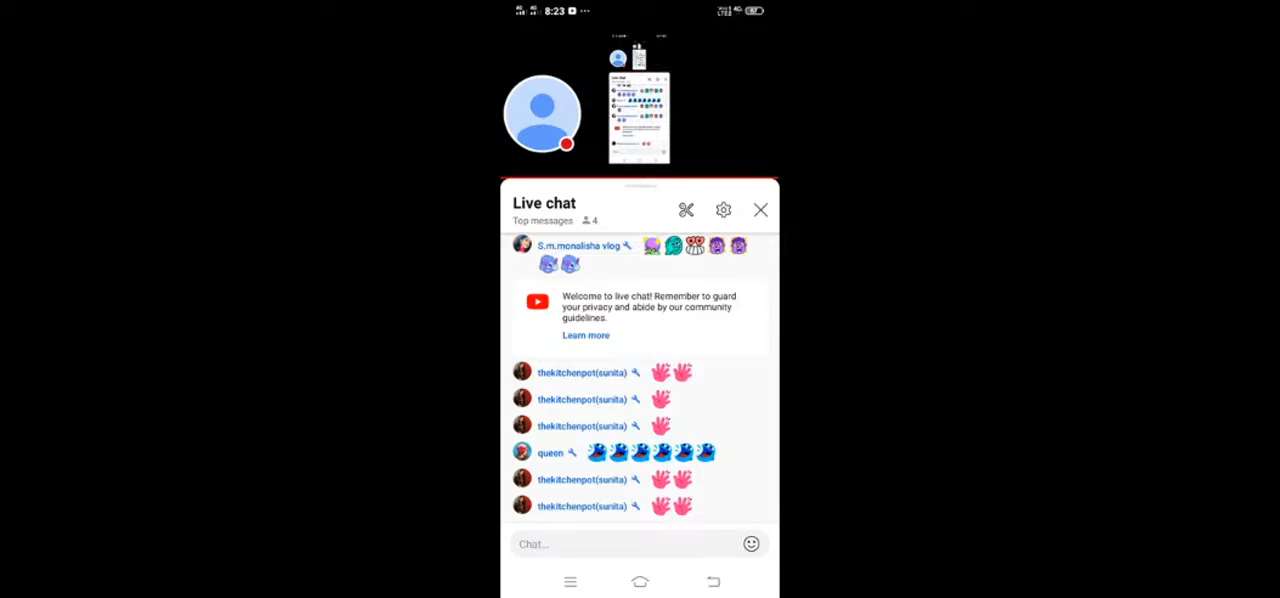 8:23
67
Live chat
Top messages 4
S.m.monalisha vlog
Welcome to live chat! Remember to guard
your privacy and abide by our community
guidelines.
Learn more
thekitchenpot(sunita)
thekitchenpot(sunita)
thekitchenpot(sunita)
queen
thekitchenpot(sunita)
thekitchenpot(sunita)
Chat...